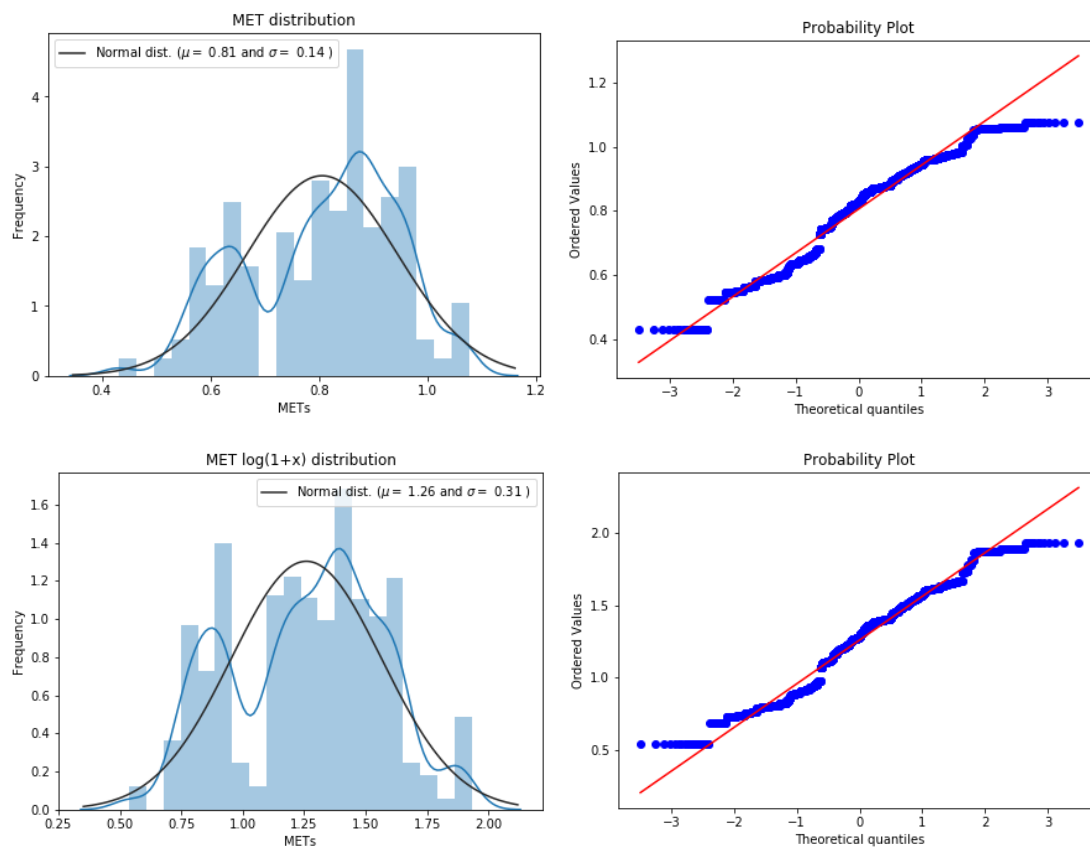 MET distribution
Normal dist. (μ = 0.81 and σ = 0.14 )
Frequency
4
3
2
1
0
0.4 0.6 0.8 1.0 1.2
METs
Probability Plot
Ordered Values
1.2
1.0
0.8
0.6
0.4
−3 −2 −1 0 1 2 3
Theoretical quantiles
MET log(1+x) distribution
Normal dist. (μ = 1.26 and σ = 0.31 )
Frequency
1.6
1.4
1.2
1.0
0.8
0.6
0.4
0.2
0.0
0.25 0.50 0.75 1.00 1.25 1.50 1.75 2.00
METs
Probability Plot
Ordered Values
2.0
1.5
1.0
0.5
−3 −2 −1 0 1 2 3
Theoretical quantiles